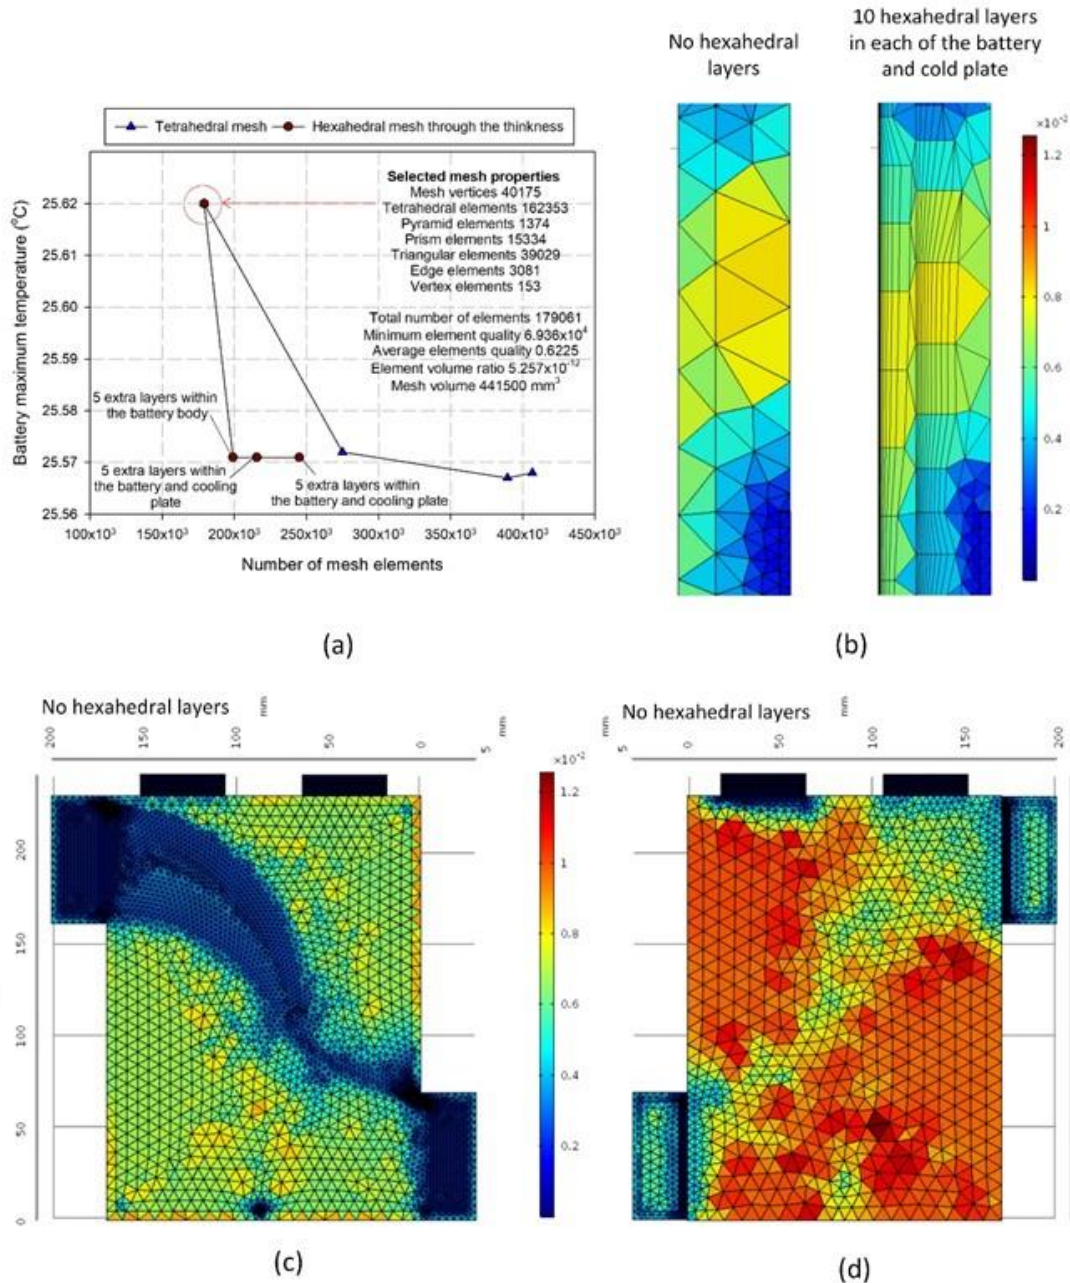 No hexahedral
layers
10 hexahedral layers
in each of the battery
and cold plate
Tetrahedral mesh
Hexahedral mesh through the thinkness
Battery maximum temperature (°C)
25.62
25.61
25.60
25.59
25.58
25.57
25.56
Selected mesh properties
Mesh vertices 40175
Tetrahedral elements 162353
Pyramid elements 1374
Prism elements 15334
Triangular elements 39029
Edge elements 3081
Vertex elements 153
Total number of elements 179061
Minimum element quality 6.936x10⁴
Average elements quality 0.6225
Element volume ratio 5.257x10⁻¹²
Mesh volume 441500 mm³
5 extra layers within
the battery body
5 extra layers within
the battery and cooling
plate
5 extra layers within
the battery and cooling plate
100x10³ 150x10³ 200x10³ 250x10³ 300x10³ 350x10³ 400x10³ 450x10³
Number of mesh elements
(a)
×10⁻²
1.2
1
0.8
0.6
0.4
0.2
(b)
No hexahedral layers
mm
200 150 100 50 0
5
mm
200
150
100
50
0
×10⁻²
1.2
1
0.8
0.6
0.4
0.2
(c)
No hexahedral layers
mm
5
0 50 100 150 200
mm
(d)